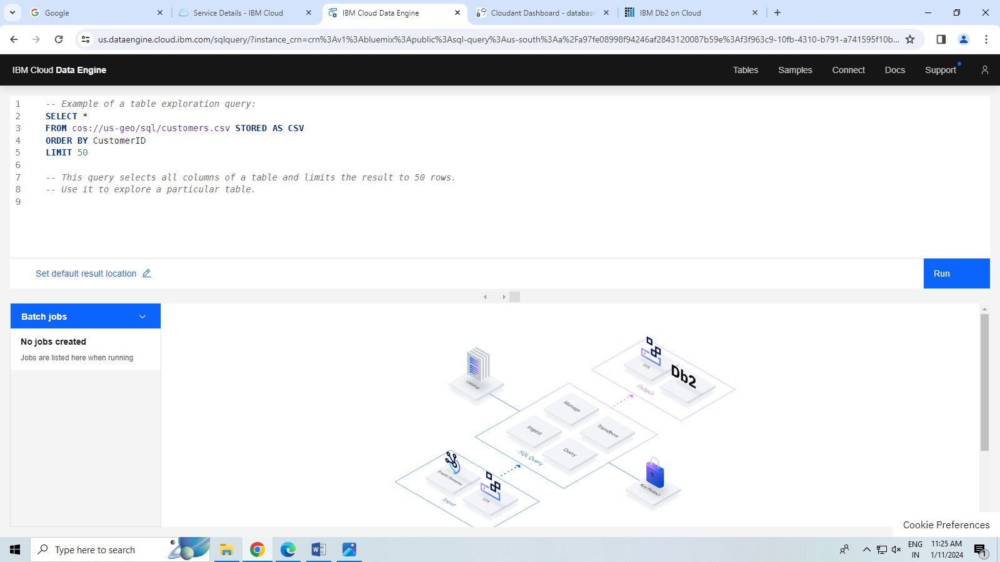 Google
Service Details - IBM Cloud
IBM Cloud Data Engine
Cloudant Dashboard - database
IBM Db2 on Cloud
us.dataengine.cloud.ibm.com/sqlquery/?instance_crn=crn%3Av1%3Abluemix%3Apublic%3Asql-query%3Aus-south%3Aa%2Fa97fe08998f94246af2843120087b59e%3Af3f963c9-10fb-4310-b791-a741595f10b...
IBM Cloud Data Engine
Tables
Samples
Connect
Docs
Support
1 -- Example of a table exploration query:
2 SELECT *
3 FROM cos://us-geo/sql/customers.csv STORED AS CSV
4 ORDER BY CustomerID
5 LIMIT 50
6
7 -- This query selects all columns of a table and limits the result to 50 rows.
8 -- Use it to explore a particular table.
9
Set default result location
Run
Batch jobs
No jobs created
Jobs are listed here when running
Catalog
COS
Db2
Output
Manage
Ingest
Transform
Query
SQL Query
Event Streams
COS
Input
Key Protect
Cookie Preferences
Type here to search
ENG
IN
11:25 AM
1/11/2024
1